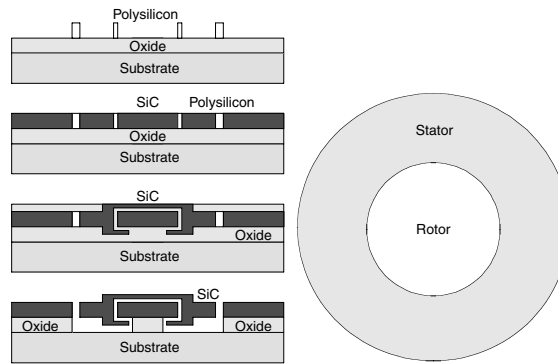 Polysilicon
Oxide
Substrate
SiC Polysilicon
Oxide
Substrate
SiC
Oxide
Substrate
SiC
Oxide Oxide
Substrate
Stator
Rotor